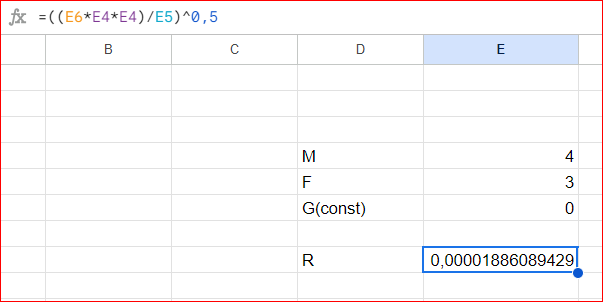 fx =((E6*E4*E4)/E5)^0,5
B C D E
M 4
F 3
G(const) 0
R 0,00001886089429